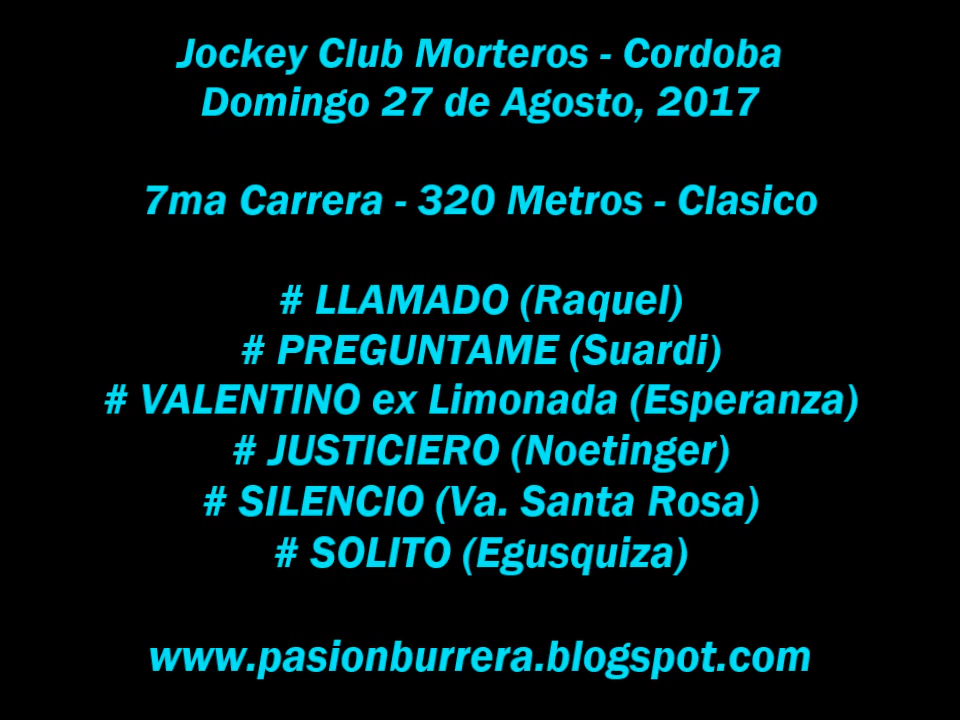 Jockey Club Morteros - Cordoba
Domingo 27 de Agosto, 2017
7ma Carrera - 320 Metros - Clasico
# LLAMADO (Raquel)
# PREGUNTAME (Suardi)
# VALENTINO ex Limonada (Esperanza)
# JUSTICIERO (Noetinger)
# SILENCIO (Va. Santa Rosa)
# SOLITO (Egusquiza)
www.pasionburrera.blogspot.com